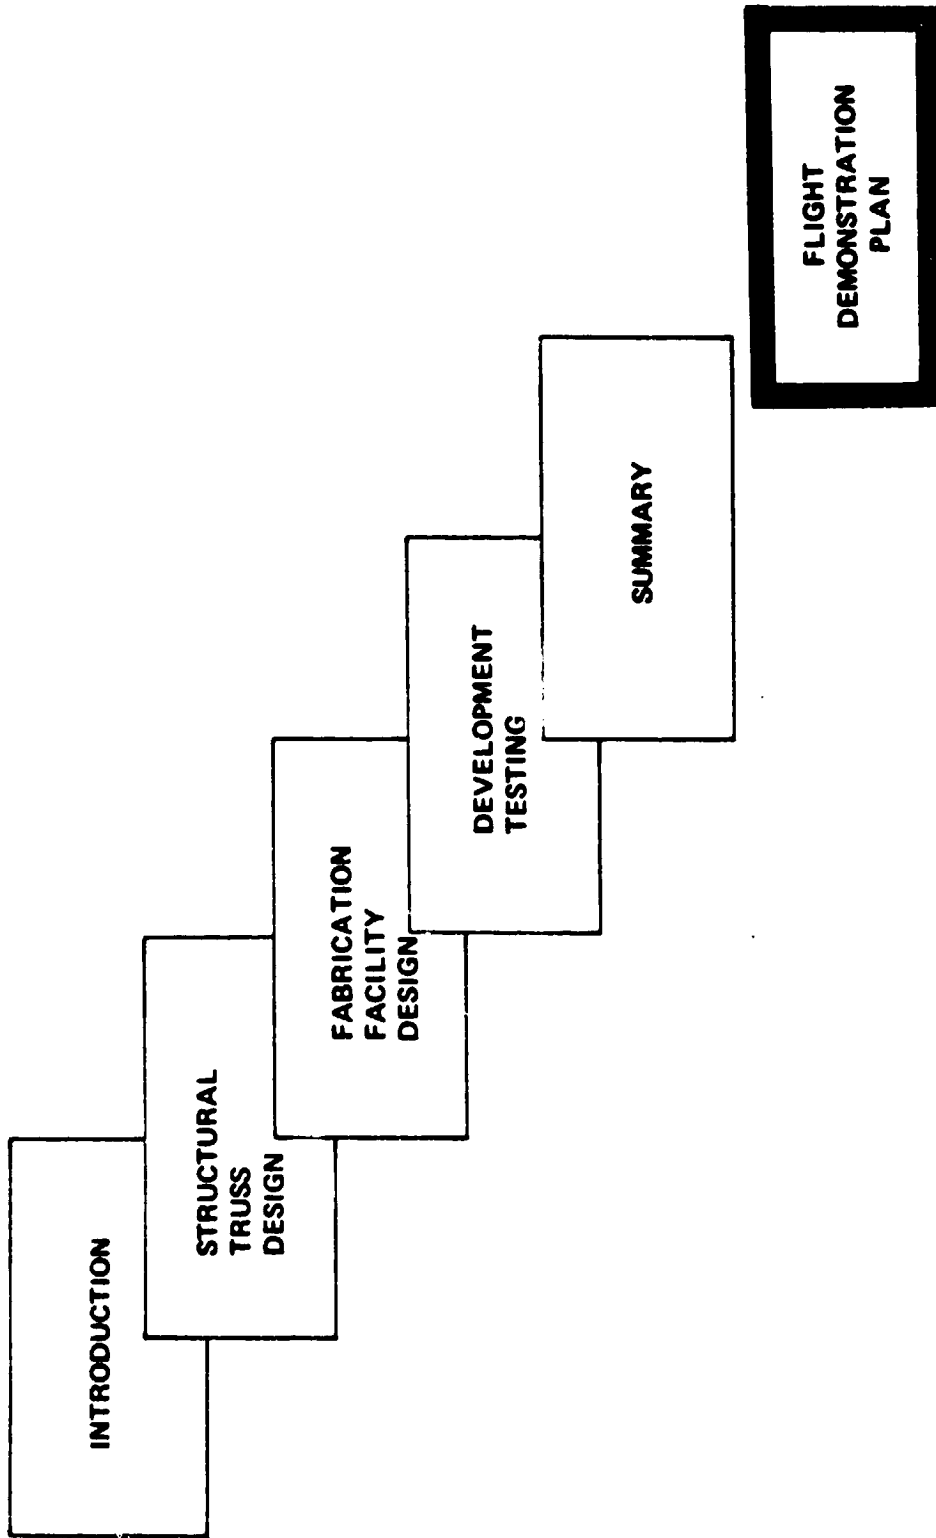 INTRODUCTION
STRUCTURAL
TRUSS
DESIGN
FABRICATION
FACILITY
DESIGN
DEVELOPMENT
TESTING
SUMMARY
FLIGHT
DEMONSTRATION
PLAN